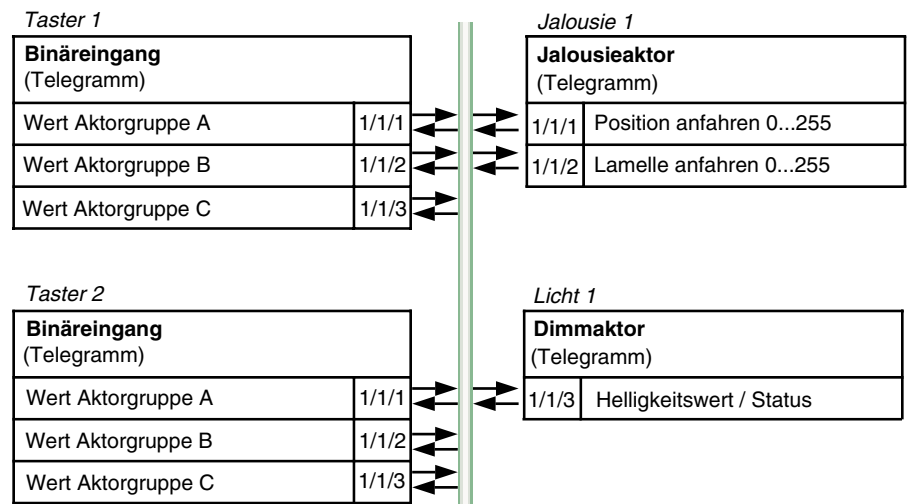 Taster 1
Binäreingang
(Telegramm)
Wert Aktorgruppe A 1/1/1
Wert Aktorgruppe B 1/1/2
Wert Aktorgruppe C 1/1/3
Jalousie 1
Jalousieaktor
(Telegramm)
1/1/1 Position anfahren 0...255
1/1/2 Lamelle anfahren 0...255
Taster 2
Binäreingang
(Telegramm)
Wert Aktorgruppe A 1/1/1
Wert Aktorgruppe B 1/1/2
Wert Aktorgruppe C 1/1/3
Licht 1
Dimmaktor
(Telegramm)
1/1/3 Helligkeitswert / Status